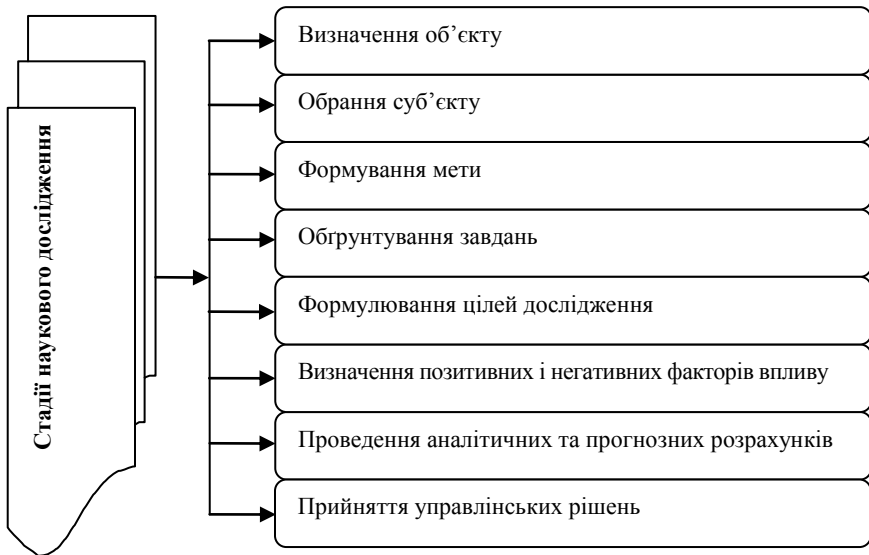 Стадії наукового дослідження
Визначення об’єкту
Обрання суб’єкту
Формування мети
Обґрунтування завдань
Формулювання цілей дослідження
Визначення позитивних і негативних факторів впливу
Проведення аналітичних та прогнозних розрахунків
Прийняття управлінських рішень